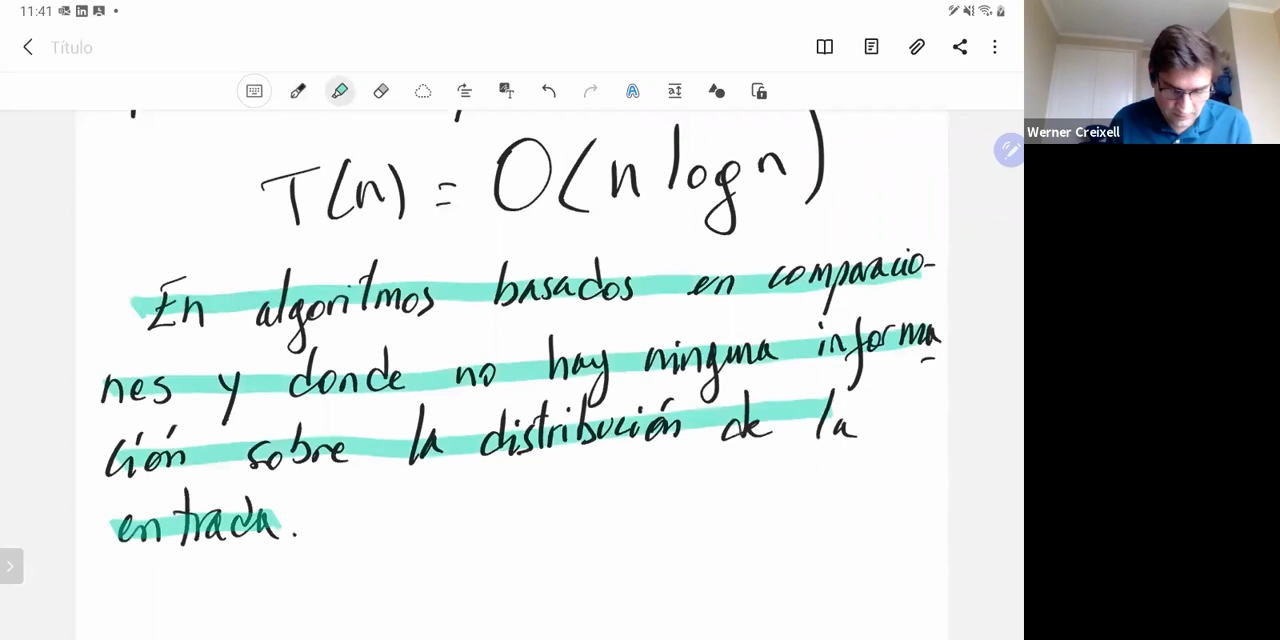 11:41
Título
Werner Creixell
T(n) = O(n log n)
En algoritmos basados en comparacio-
nes y donde no hay ninguna informa
ción sobre la distribución de la
entrada.